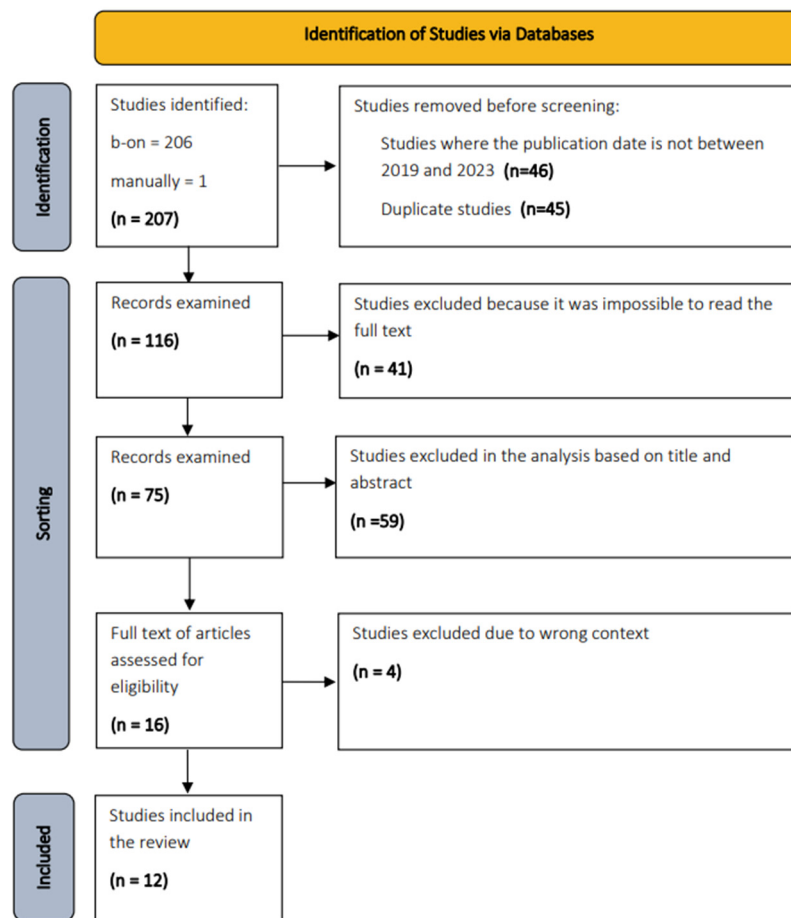 Identification of Studies via Databases
Identification
Studies identified:
b-on = 206
manually = 1
(n = 207)
Studies removed before screening:
Studies where the publication date is not between
2019 and 2023 (n=46)
Duplicate studies (n=45)
Sorting
Records examined
(n = 116)
Studies excluded because it was impossible to read the
full text
(n = 41)
Records examined
(n = 75)
Studies excluded in the analysis based on title and
abstract
(n =59)
Full text of articles
assessed for
eligibility
(n = 16)
Studies excluded due to wrong context
(n = 4)
Included
Studies included in
the review
(n = 12)